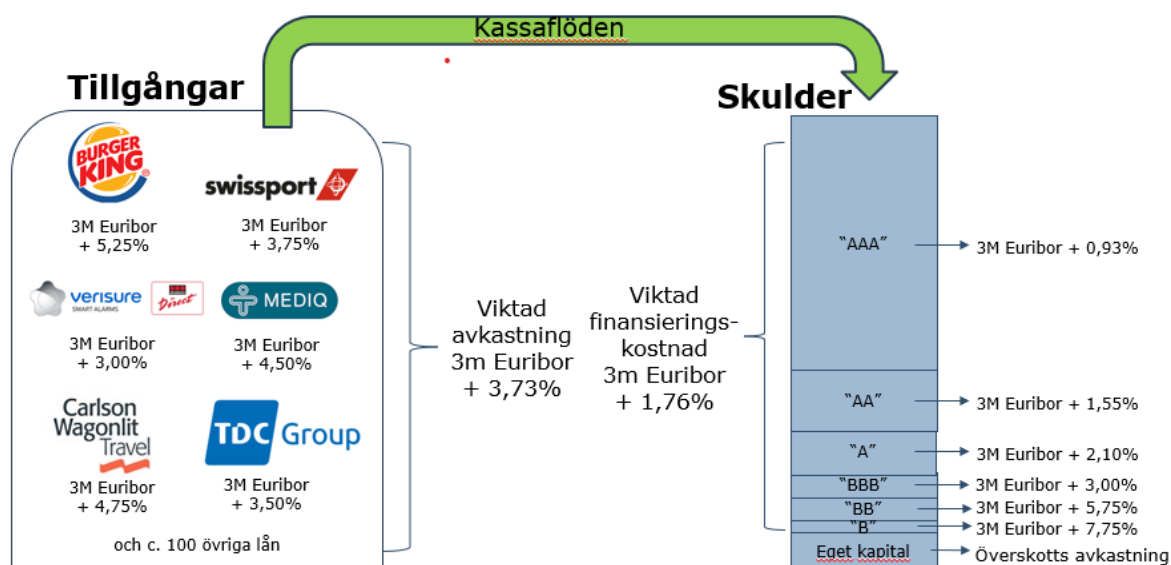 Kassaflöden
Tillgångar
Skulder
BURGER
KING
®
swissport
3M Euribor
+ 5,25%
3M Euribor
+ 3,75%
verisure
SMART ALARMS
Direct
MEDIQ
3M Euribor
+ 3,00%
3M Euribor
+ 4,50%
Carlson
Wagonlit
Travel
TDC Group
3M Euribor
+ 4,75%
3M Euribor
+ 3,50%
och c. 100 övriga lån
Viktad
avkastning
3m Euribor
+ 3,73%
Viktad
finansierings-
kostnad
3m Euribor
+ 1,76%
“AAA”
3M Euribor + 0,93%
“AA”
3M Euribor + 1,55%
“A”
3M Euribor + 2,10%
“BBB”
3M Euribor + 3,00%
“BB”
3M Euribor + 5,75%
“B”
3M Euribor + 7,75%
Eget kapital
Överskotts avkastning